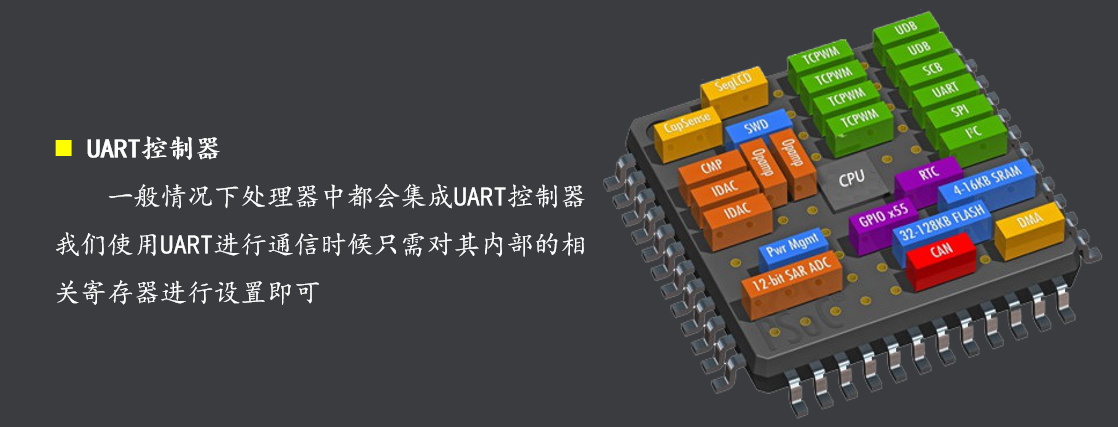 UART控制器
一般情况下处理器中都会集成UART控制器
我们使用UART进行通信时候只需对其内部的相
关寄存器进行设置即可
UDB
UDB
SCB
UART
SPI
I²C
TCPWM
TCPWM
TCPWM
TCPWM
SegLCD
CapSense
SWD
CMP
IDAC
IDAC
Opamp
Opamp
CPU
RTC
4-16KB SRAM
GPIO x55
32-128KB FLASH
DMA
CAN
Pwr Mgmt
12-bit SAR ADC
PSoC